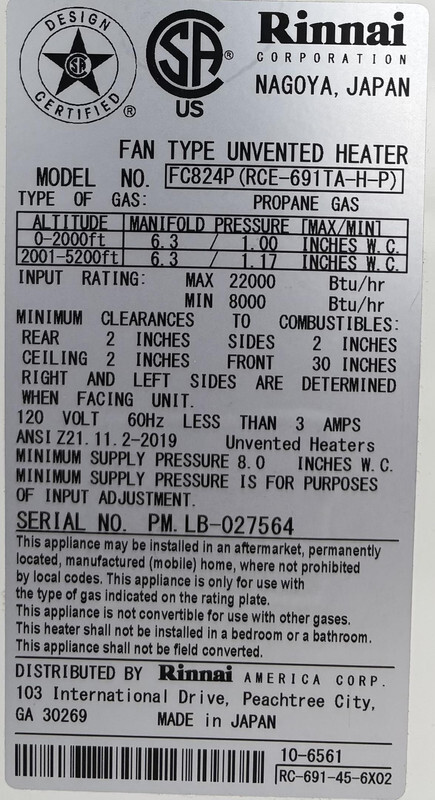 DESIGN
CSA
CERTIFIED ®
CSA ®
US
Rinnai
CORPORATION
NAGOYA, JAPAN
FAN TYPE UNVENTED HEATER
MODEL NO. FC824P(RCE-691TA-H-P)
TYPE OF GAS: PROPANE GAS
ALTITUDE MANIFOLD PRESSURE [MAX/MIN]
0-2000ft 6.3 / 1.00 INCHES W.C.
2001-5200ft 6.3 / 1.17 INCHES W.C.
INPUT RATING: MAX 22000 Btu/hr
MIN 8000 Btu/hr
MINIMUM CLEARANCES TO COMBUSTIBLES:
REAR 2 INCHES SIDES 2 INCHES
CEILING 2 INCHES FRONT 30 INCHES
RIGHT AND LEFT SIDES ARE DETERMINED
WHEN FACING UNIT.
120 VOLT 60Hz LESS THAN 3 AMPS
ANSI Z21.11.2-2019 Unvented Heaters
MINIMUM SUPPLY PRESSURE 8.0 INCHES W.C.
MINIMUM SUPPLY PRESSURE IS FOR PURPOSES
OF INPUT ADJUSTMENT.
SERIAL NO. PM.LB-027564
This appliance may be installed in an aftermarket, permanently
located, manufactured (mobile) home, where not prohibited
by local codes. This appliance is only for use with
the type of gas indicated on the rating plate.
This appliance is not convertible for use with other gases.
This heater shall not be installed in a bedroom or a bathroom.
This appliance shall not be field converted.
DISTRIBUTED BY Rinnai AMERICA CORP.
103 International Drive, Peachtree City,
GA 30269 MADE in JAPAN
10-6561
RC-691-45-6X02